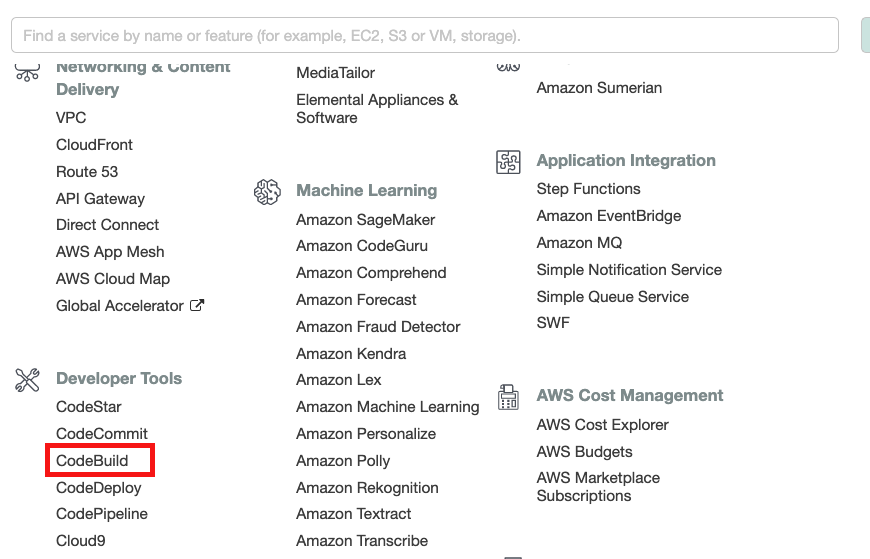 Find a service by name or feature (for example, EC2, S3 or VM, storage).
Networking & Content
Delivery
VPC
CloudFront
Route 53
API Gateway
Direct Connect
AWS App Mesh
AWS Cloud Map
Global Accelerator
Developer Tools
CodeStar
CodeCommit
CodeBuild
CodeDeploy
CodePipeline
Cloud9
MediaTailor
Elemental Appliances &
Software
Machine Learning
Amazon SageMaker
Amazon CodeGuru
Amazon Comprehend
Amazon Forecast
Amazon Fraud Detector
Amazon Kendra
Amazon Lex
Amazon Machine Learning
Amazon Personalize
Amazon Polly
Amazon Rekognition
Amazon Textract
Amazon Transcribe
Amazon Sumerian
Application Integration
Step Functions
Amazon EventBridge
Amazon MQ
Simple Notification Service
Simple Queue Service
SWF
AWS Cost Management
AWS Cost Explorer
AWS Budgets
AWS Marketplace
Subscriptions